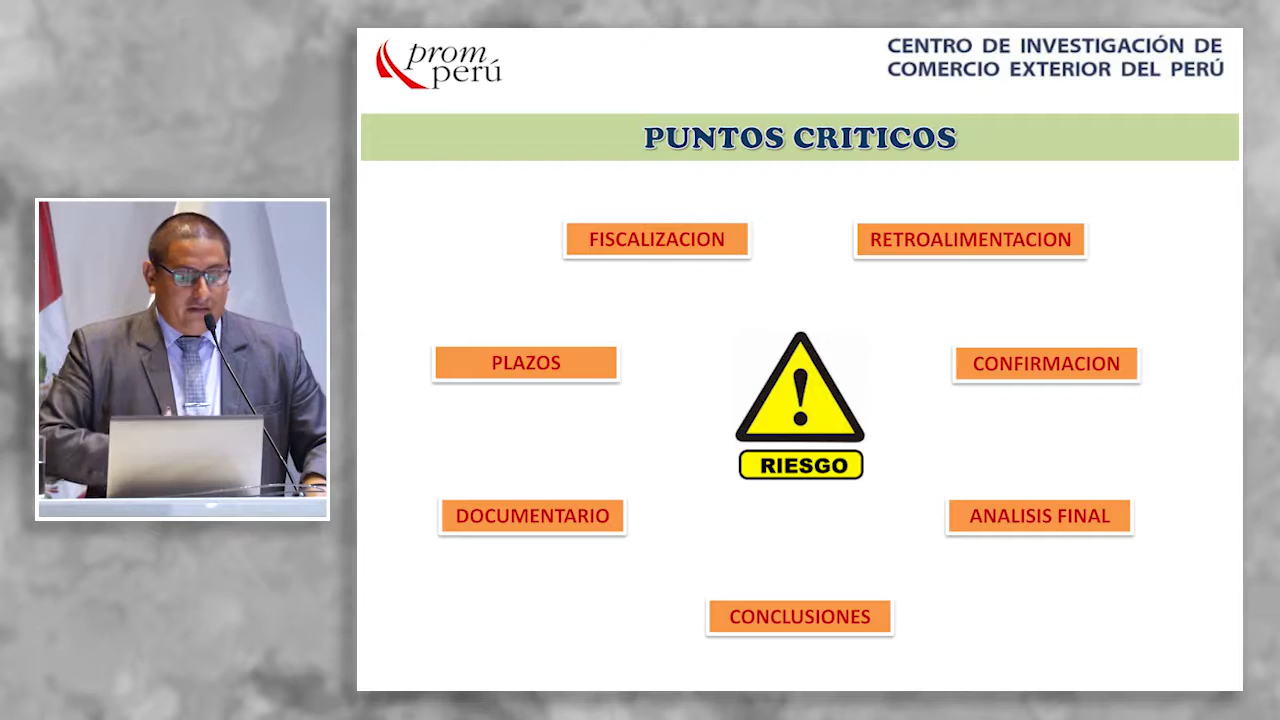 prom
perú
CENTRO DE INVESTIGACIÓN DE
COMERCIO EXTERIOR DEL PERÚ
PUNTOS CRITICOS
FISCALIZACION
RETROALIMENTACION
PLAZOS
CONFIRMACION
RIESGO
DOCUMENTARIO
ANALISIS FINAL
CONCLUSIONES